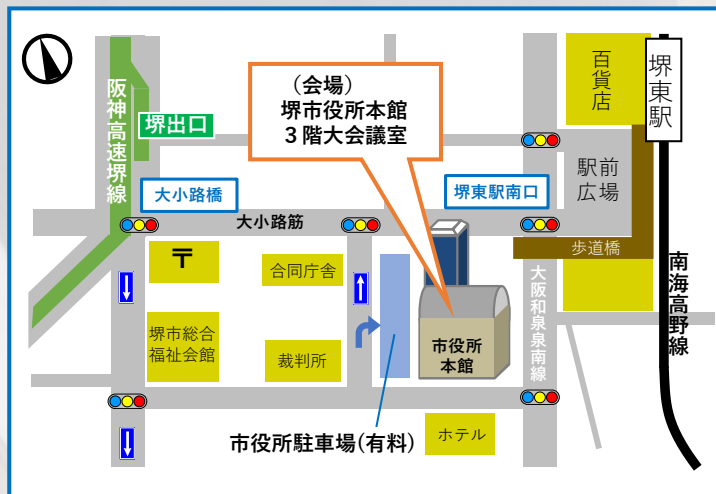 阪神高速堺線
堺出口
(会場)
堺市役所本館
３階大会議室
百貨店
堺東駅
駅前
広場
大小路橋
堺東駅南口
大小路筋
歩道橋
〒
合同庁舎
大阪和泉泉南線
南海高野線
堺市総合
福祉会館
裁判所
市役所
本館
市役所駐車場(有料)
ホテル